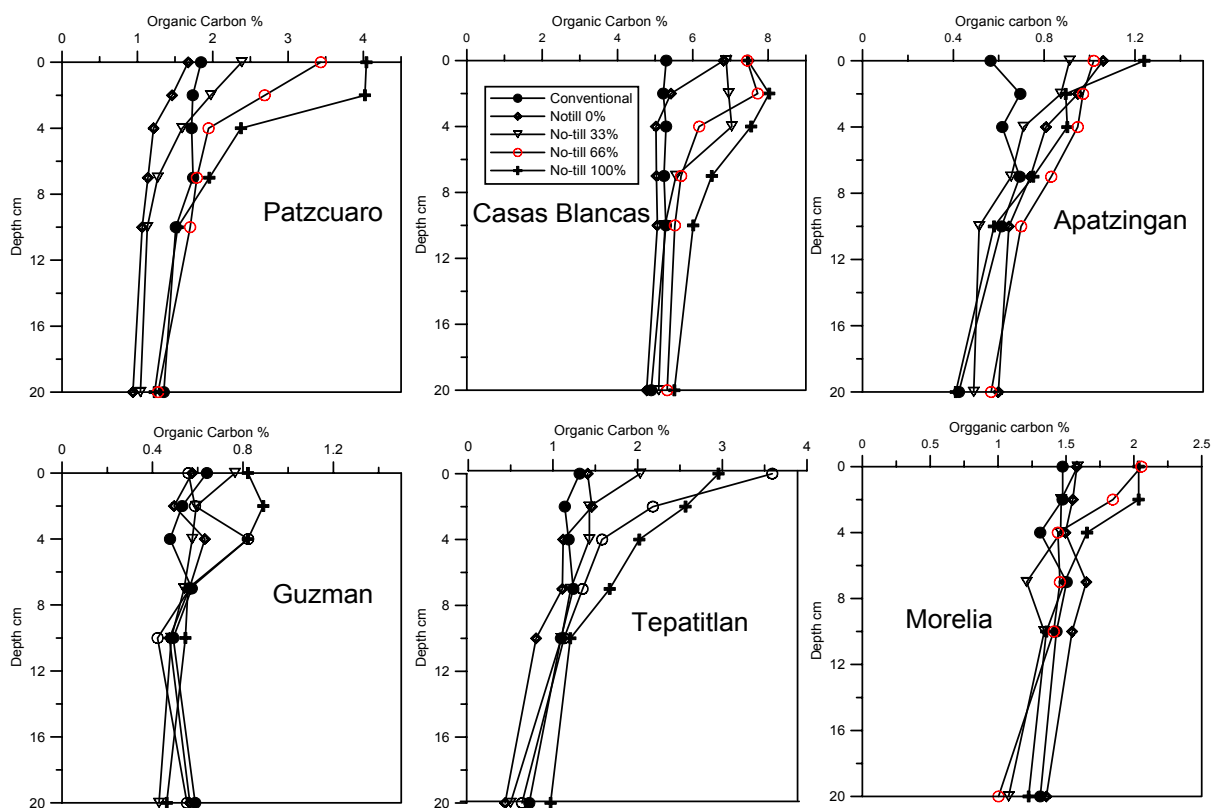 Organic Carbon %
0 1 2 3 4
0
4
8
12
16
20
Depth cm
Patzcuaro
Organic Carbon %
0 2 4 6 8
0
4
8
12
16
20
Depth cm
Conventional
Notill 0%
No-till 33%
No-till 66%
No-till 100%
Casas Blancas
Organic carbon %
0.4 0.8 1.2
0
4
8
12
16
20
Depth cm
Apatzingan
Organic Carbon %
0 0.4 0.8 1.2
0
4
8
12
16
20
Depth cm
Guzman
Organic Carbon %
0 1 2 3 4
0
4
8
12
16
20
Depth cm
Tepatitlan
Orgganic carbon %
0 0.5 1 1.5 2 2.5
0
4
8
12
16
20
Depth cm
Morelia